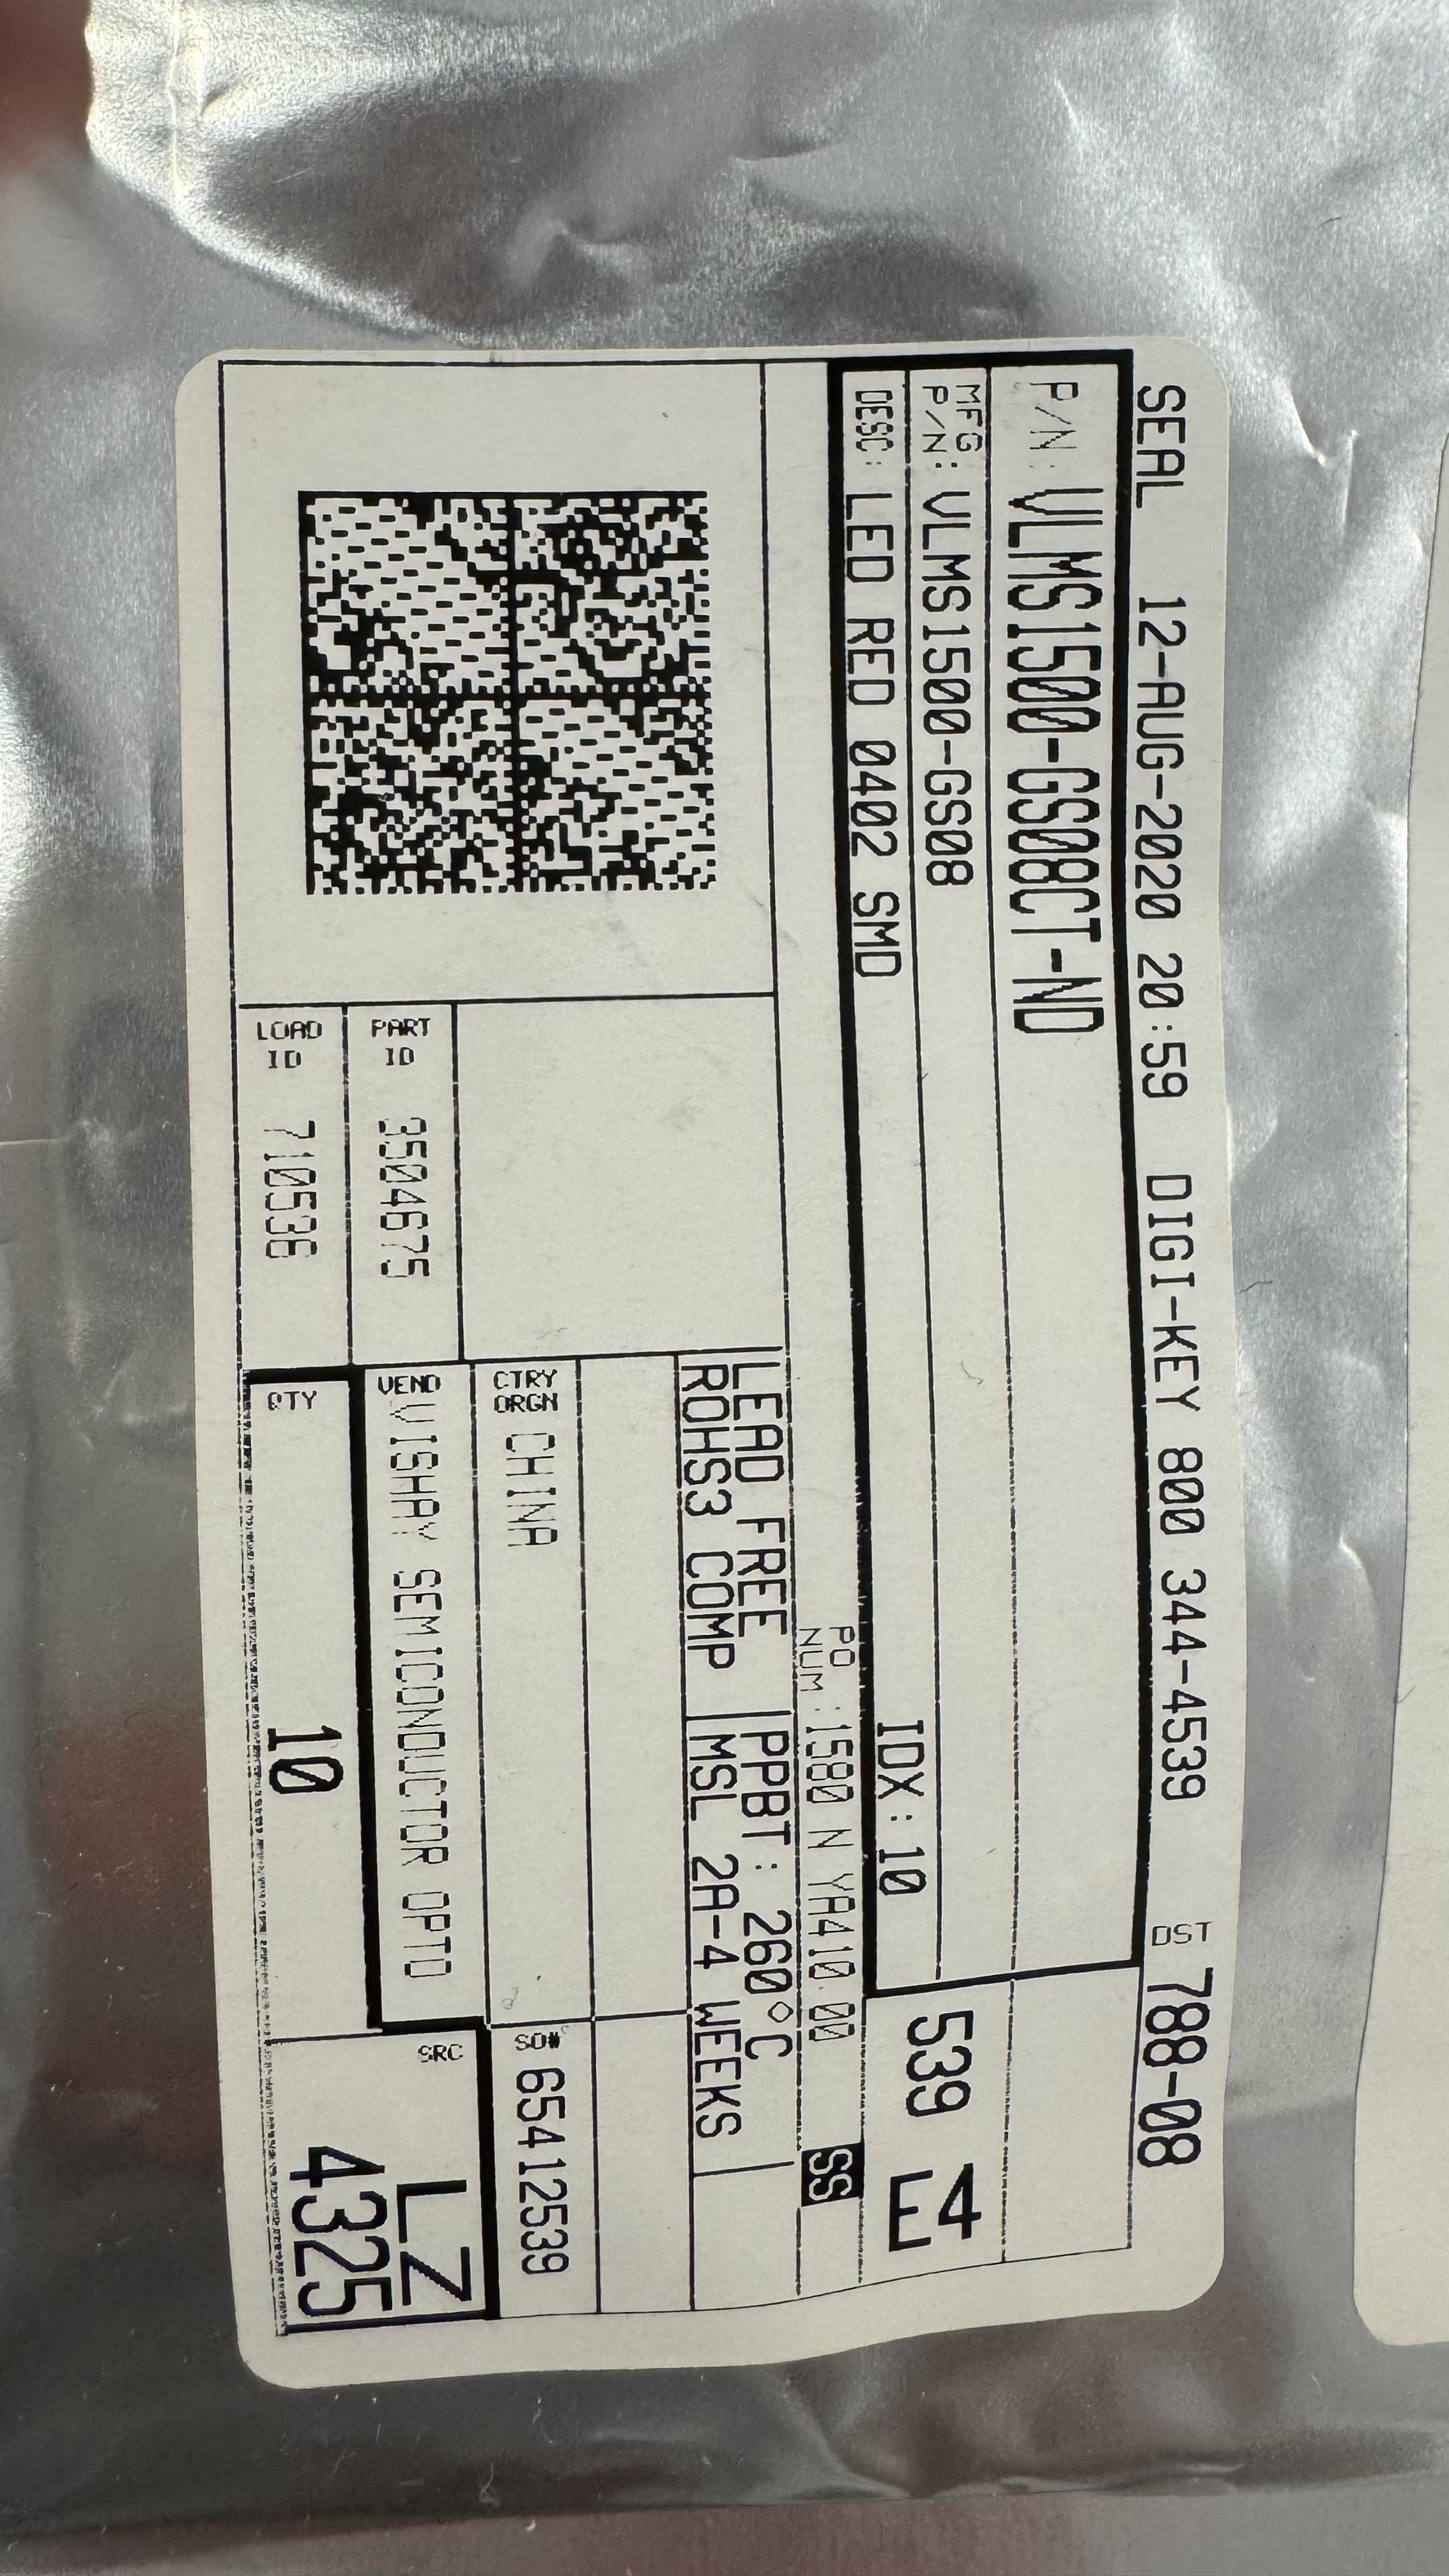 SEAL 12-AUG-2020 20:59 DIGI-KEY 800 344-4539 DST 788-08
P/N: VLMS1500-GS08CT-ND
MFG P/N: VLMS1500-GS08
DESC: LED RED 0402 SMD IDX:10
539 E4
PO NUM:1580 N YA410.00 SS
LEAD FREE PPBT: 260°C
ROHS3 COMP MSL 2A-4 WEEKS
CTRY ORGN CHINA
SO# 65412539
PART ID 3504675
VEND VISHAY SEMICONDUCTOR OPTO
LOAD ID 710536
QTY 10
SRC LZ
4325